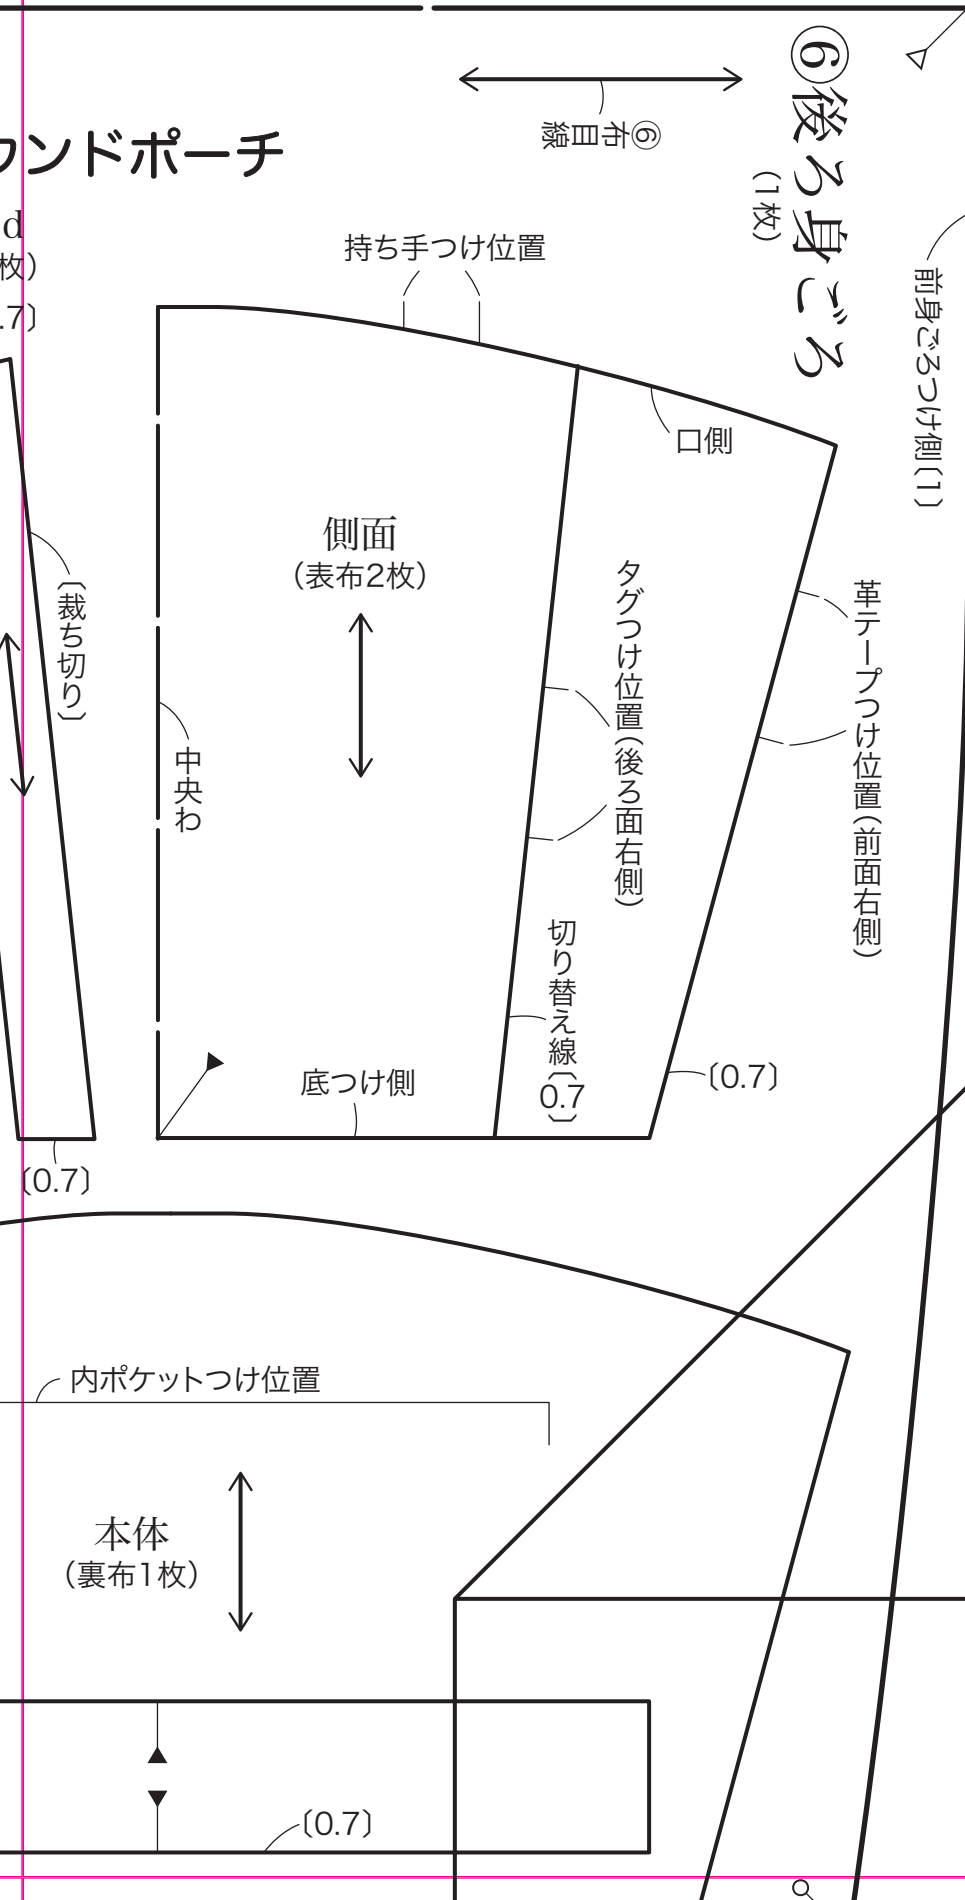 ⑥後ろ身ごろ
(1枚)
⑥布目線
前身ごろつけ側〔1〕
ウンドポーチ
d
枚)
.7〕
持ち手つけ位置
口側
側面
(表布2枚)
タグつけ位置(後ろ面右側)
革テープつけ位置(前面右側)
〔裁ち切り〕
中央わ
切り替え線〔0.7〕
底つけ側
〔0.7〕
〔0.7〕
内ポケットつけ位置
本体
(裏布1枚)
〔0.7〕